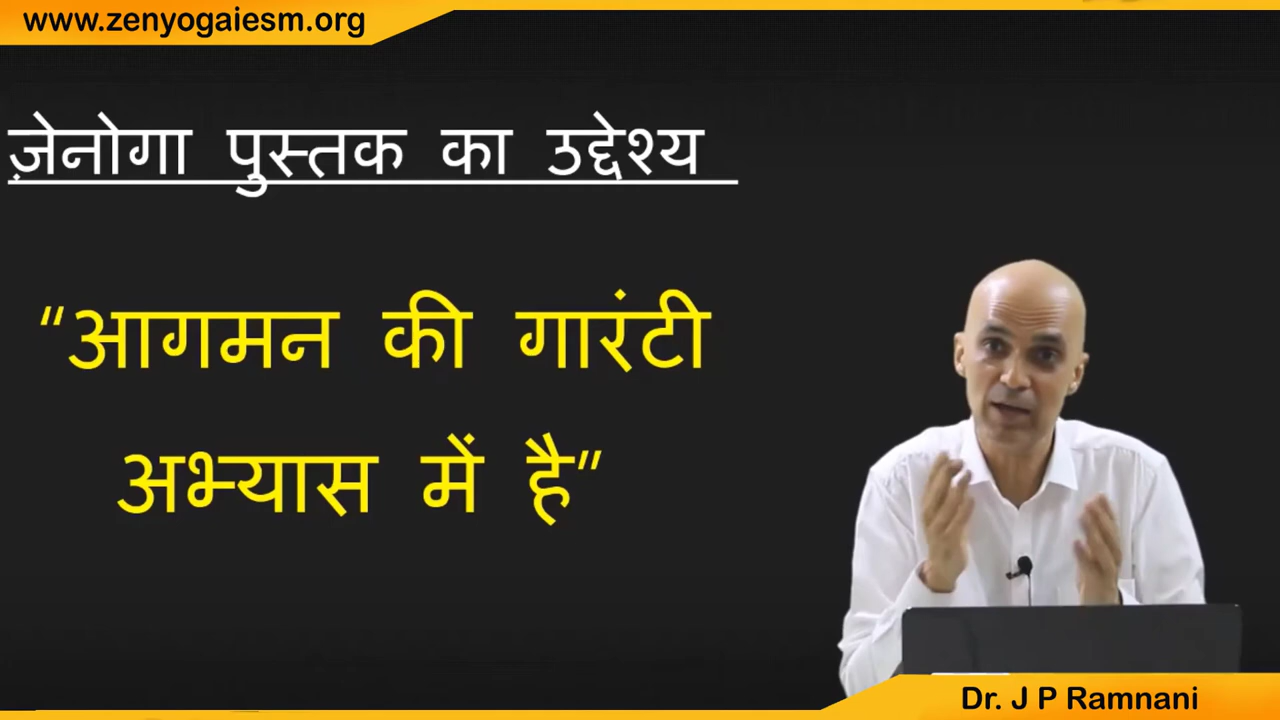 www.zenyogaiesm.org
ज़ेनोगा पुस्तक का उद्देश्य
“आगमन की गारंटी
अभ्यास में है”
Dr. J P Ramnani